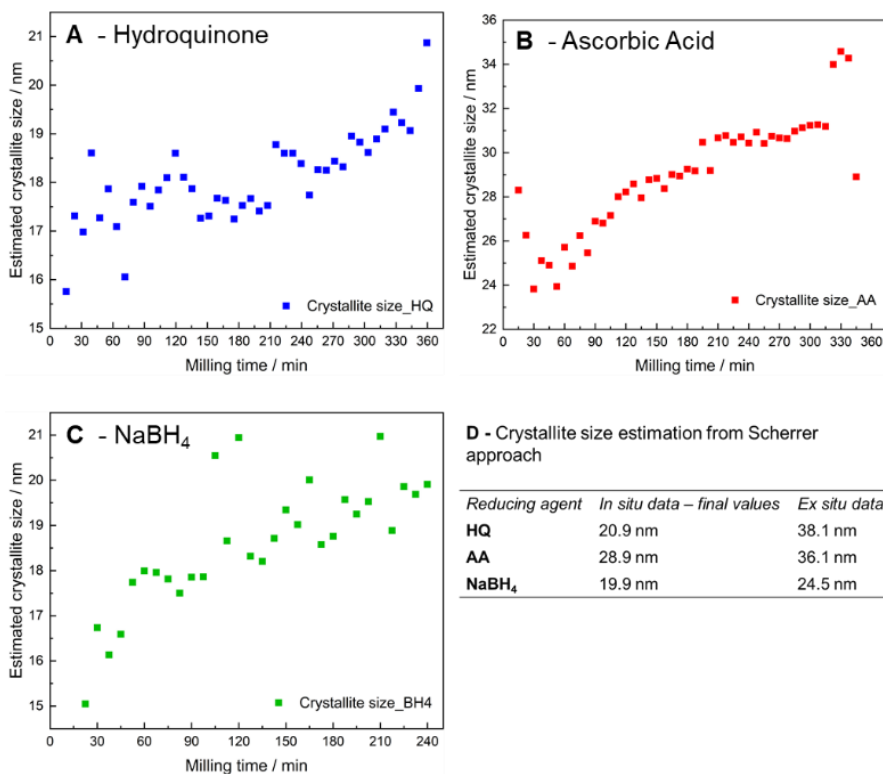 A - Hydroquinone
21
20
19
18
17
16
15
Estimated crystallite size / nm
Crystallite size_HQ
0 30 60 90 120 150 180 210 240 270 300 330 360
Milling time / min
B - Ascorbic Acid
36
34
32
30
28
26
24
22
Estimated crystallite size / nm
Crystallite size_AA
0 30 60 90 120 150 180 210 240 270 300 330 360
Milling time / min
C - NaBH₄
21
20
19
18
17
16
15
Estimated crystallite size / nm
Crystallite size_BH4
0 30 60 90 120 150 180 210 240
Milling time / min
D - Crystallite size estimation from Scherrer
approach
Reducing agent In situ data – final values Ex situ data
HQ 20.9 nm 38.1 nm
AA 28.9 nm 36.1 nm
NaBH₄ 19.9 nm 24.5 nm